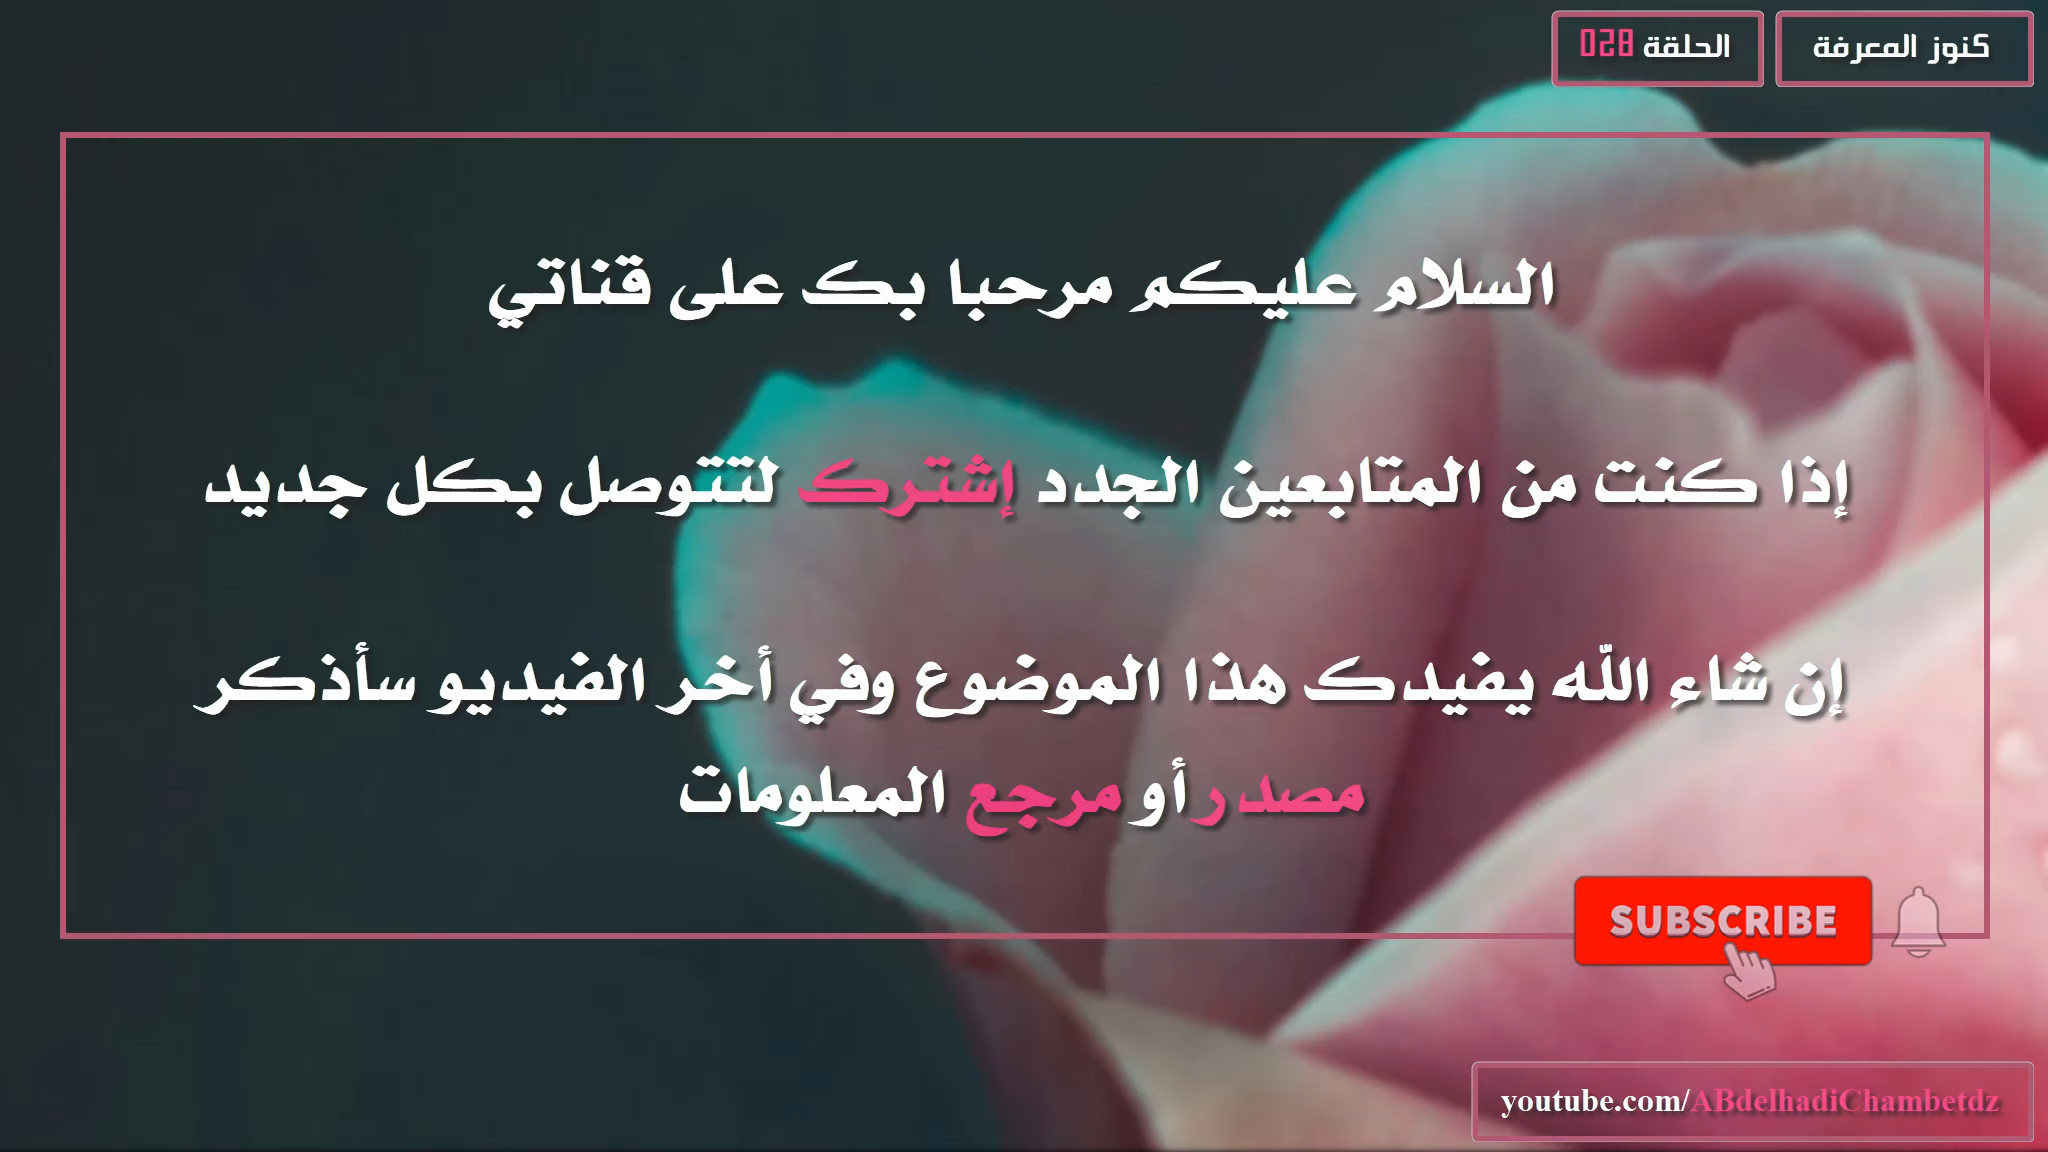 كنوز المعرفة
الحلقة 028
السلام عليكم مرحبا بك على قناتي
إذا كنت من المتابعين الجدد إشترك لتتوصل بكل جديد
إن شاء الله يفيدك هذا الموضوع وفي أخر الفيديو سأذكر
مصدر أو مرجع المعلومات
SUBSCRIBE
youtube.com/ABdelhadiChambetdz